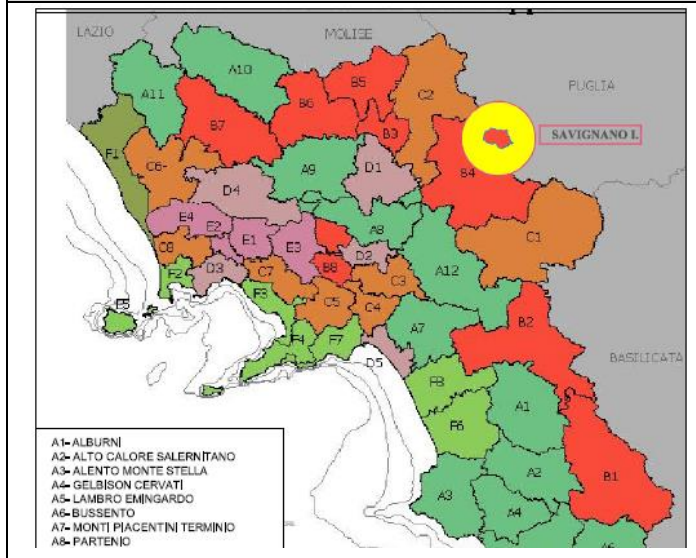 LAZIO
MOLISE
PUGLIA
BASILICATA
SAVIGNANO I.
A10
A11
B5
B6
C2
B7
B3
F1
C6-
A9
D1
B4
D4
E4
E2
E1
E3
A8
C1
C8
D2
B8
A12
F2
D3
C7
C3
F5
F3
C5
C4
B2
F4
F7
A7
D5
F8
A1
F6
B1
A2
A3
A4
A6
A1- ALBURNI
A2- ALTO CALORE SALERNITANO
A3- ALENTO MONTE STELLA
A4- GELBISON CERVATI
A5- LAMBRO EMINGARDO
A6- BUSSENTO
A7- MONTI PIACENTINI TERMINIO
A8- PARTENIO